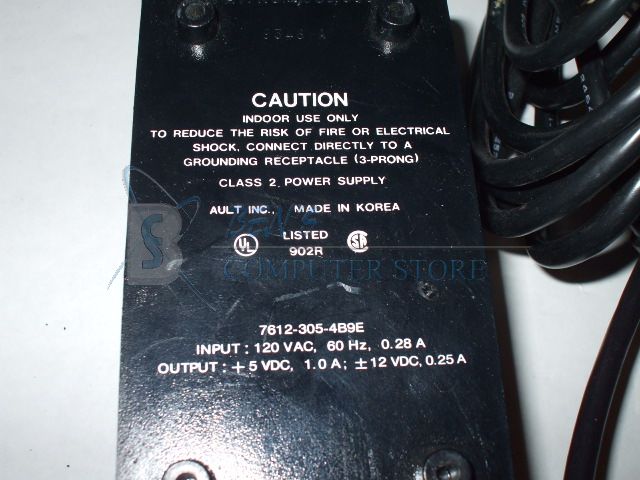 CAUTION
INDOOR USE ONLY
TO REDUCE THE RISK OF FIRE OR ELECTRICAL
SHOCK, CONNECT DIRECTLY TO A
GROUNDING RECEPTACLE (3-PRONG)
CLASS 2 POWER SUPPLY
AULT INC., MADE IN KOREA
UL LISTED
902R
COMPUTER STORE
7612-305-4B9E
INPUT : 120 VAC, 60 Hz, 0.28 A
OUTPUT : + 5 VDC, 1.0 A; ± 12 VDC, 0.25 A